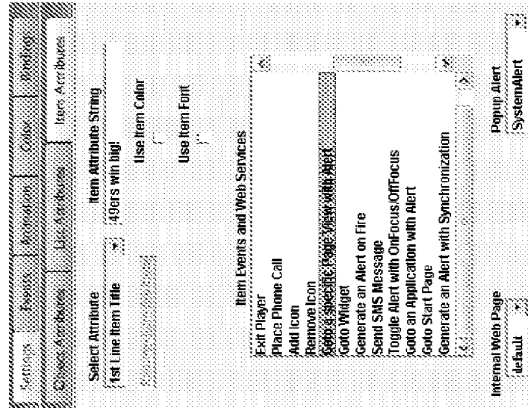 Settings Events Animation Color Bindings
Object Attributes List Attributes Item Attributes
Select Attribute
Item Attribute String
1st Line Item Title
49ers win big!
Use Item Color
Use Item Font
Item Events and Web Services
Exit Player
Place Phone Call
Add Icon
Remove Icon
Goto a Specific Page View with Alert
Goto Widget
Generate an Alert on Fire
Send SMS Message
Toggle Alert with OnFocus/OffFocus
Goto an Application with Alert
Goto Start Page
Generate an Alert with Synchronization
Internal Web Page
Popup Alert
default
SystemAlert